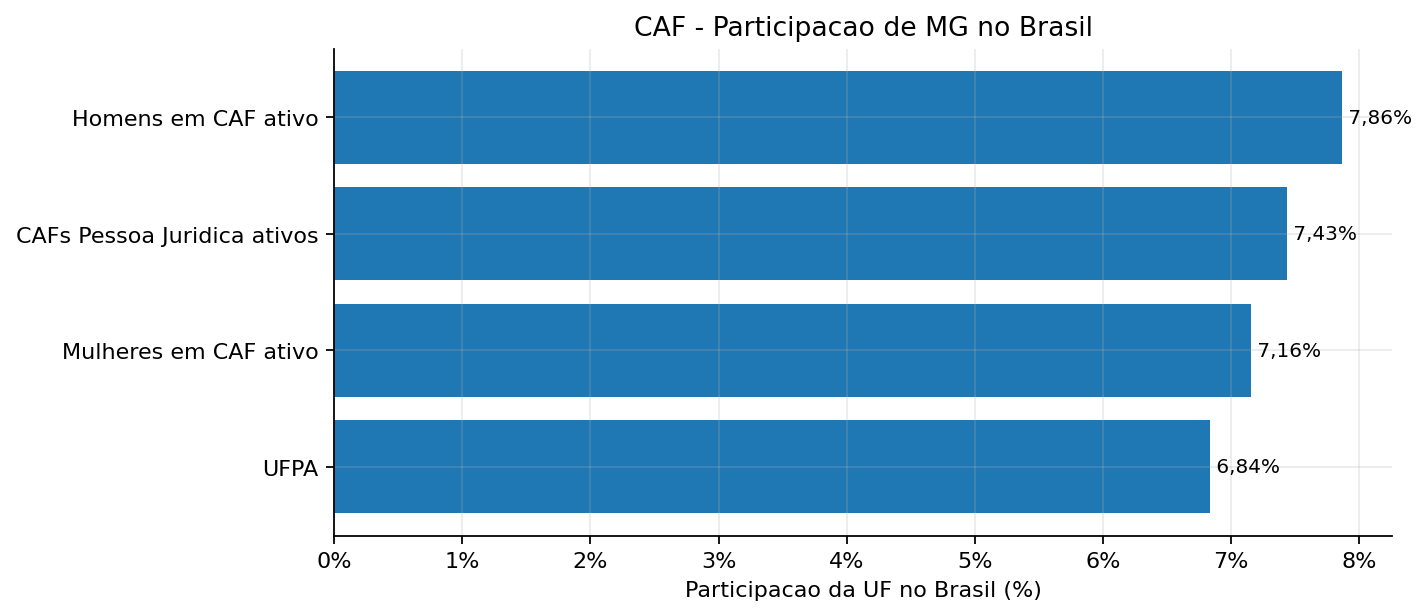 CAF - Participacao de MG no Brasil
Homens em CAF ativo
7,86%
CAFs Pessoa Juridica ativos
7,43%
Mulheres em CAF ativo
7,16%
UFPA
6,84%
0% 1% 2% 3% 4% 5% 6% 7% 8%
Participacao da UF no Brasil (%)